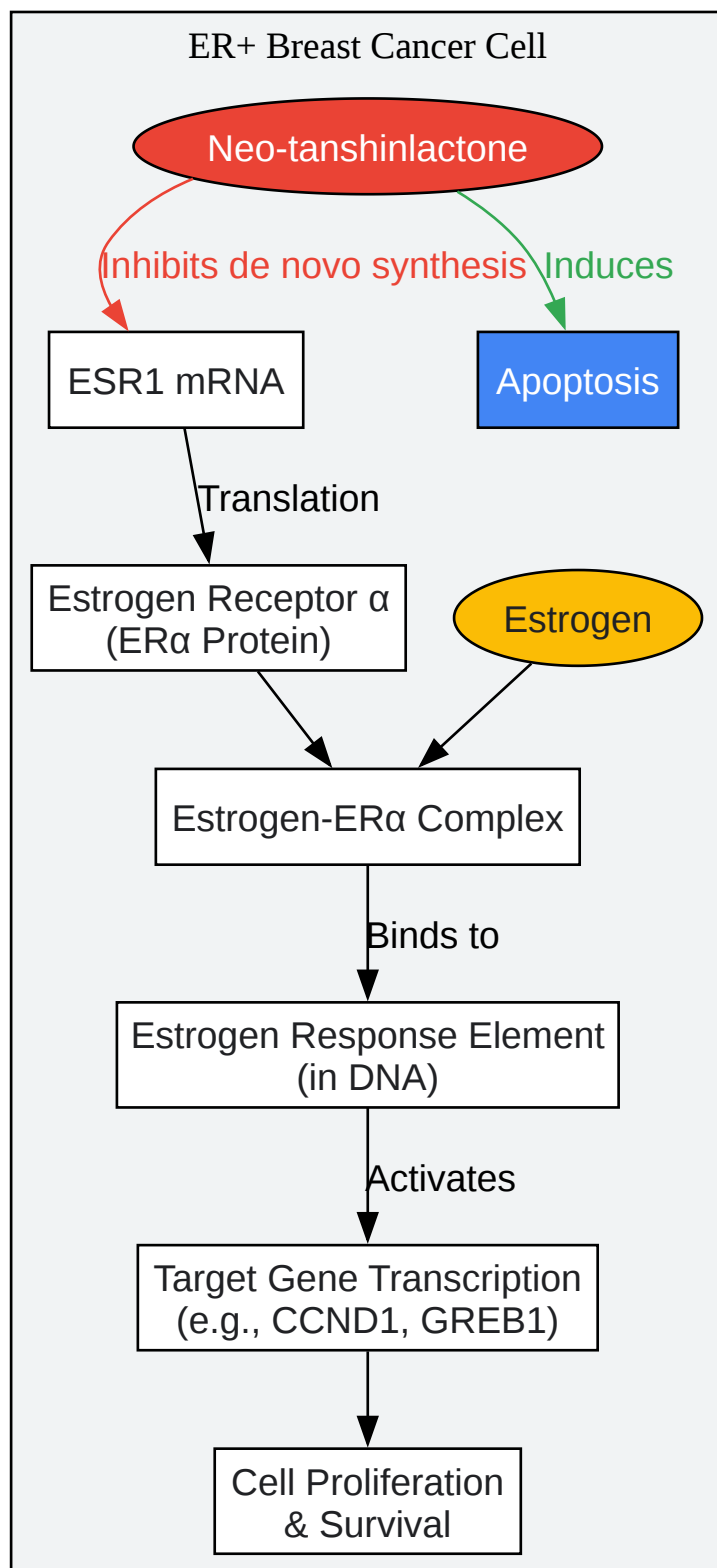 ER+ Breast Cancer Cell
Neo-tanshinlactone
Inhibits de novo synthesis
Induces
ESR1 mRNA
Apoptosis
Translation
Estrogen Receptor α
(ERα Protein)
Estrogen
Estrogen-ERα Complex
Binds to
Estrogen Response Element
(in DNA)
Activates
Target Gene Transcription
(e.g., CCND1, GREB1)
Cell Proliferation
& Survival